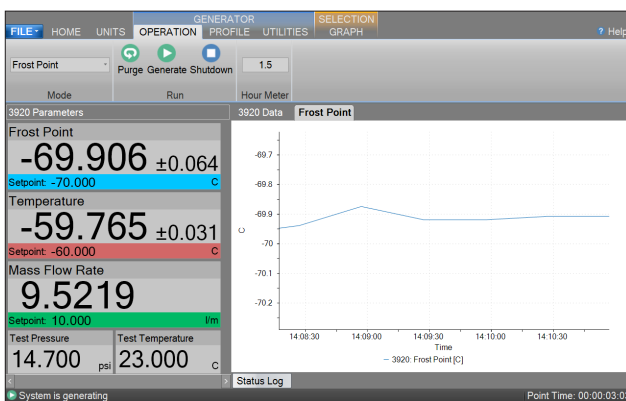 GENERATOR SELECTION
FILE HOME UNITS OPERATION PROFILE UTILITIES GRAPH ? Help
Frost Point Purge Generate Shutdown 1.5
Mode Run Hour Meter
3920 Parameters
Frost Point
-69.906 ±0.064
Setpoint: -70.000 C
Temperature
-59.765 ±0.031
Setpoint: -60.000 C
Mass Flow Rate
9.5219
Setpoint: 10.000 l/m
Test Pressure Test Temperature
14.700 psi 23.000 C
3920 Data Frost Point
-69.7
-69.8
-69.9
-70
-70.1
-70.2
C
14:08:30 14:09:00 14:09:30 14:10:00 14:10:30
Time
3920: Frost Point [C]
Status Log
System is generating Point Time: 00:00:03:03